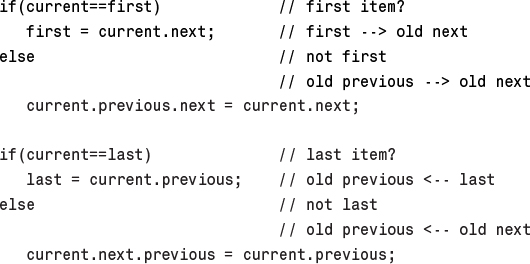 if(current==first)             // first item?
   first = current.next;       // first --> old next
else                           // not first
                               // old previous --> old next
   current.previous.next = current.next;

if(current==last)              // last item?
   last = current.previous;    // old previous <-- last
else                           // not last
                               // old previous <-- old next
   current.next.previous = current.previous;